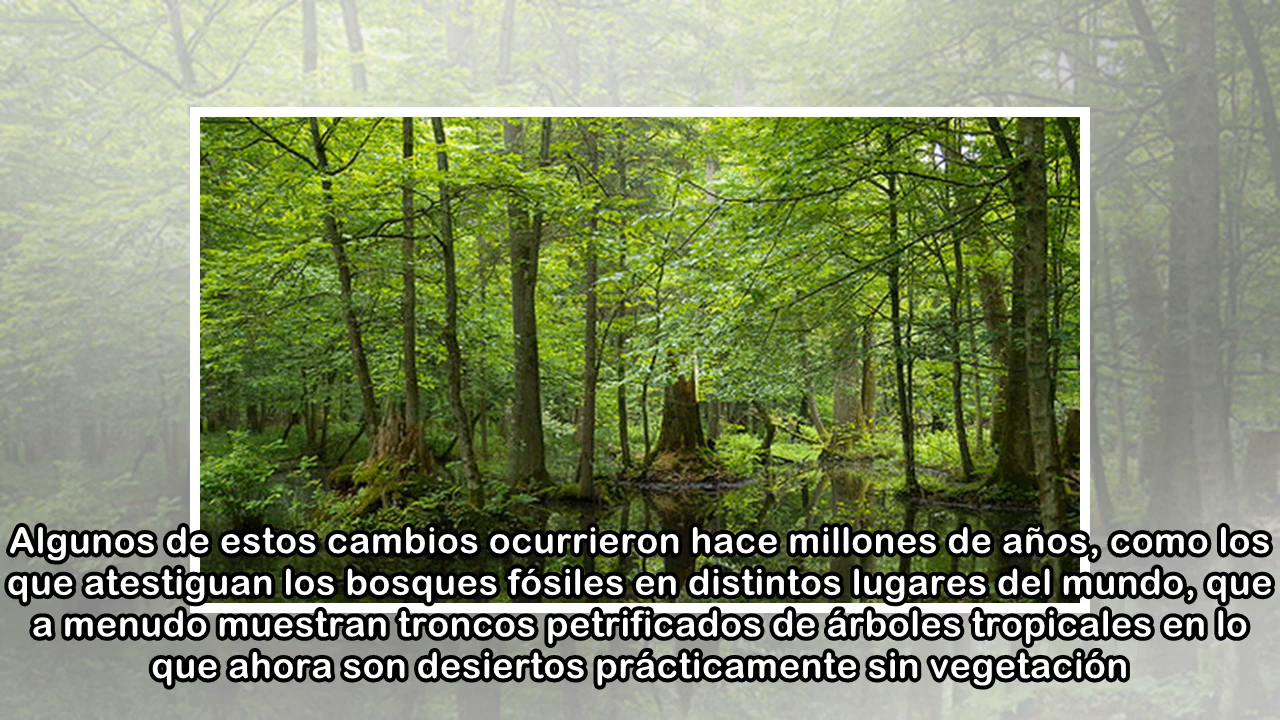 Algunos de estos cambios ocurrieron hace millones de años, como los
que atestiguan los bosques fósiles en distintos lugares del mundo, que
a menudo muestran troncos petrificados de árboles tropicales en lo
que ahora son desiertos prácticamente sin vegetación